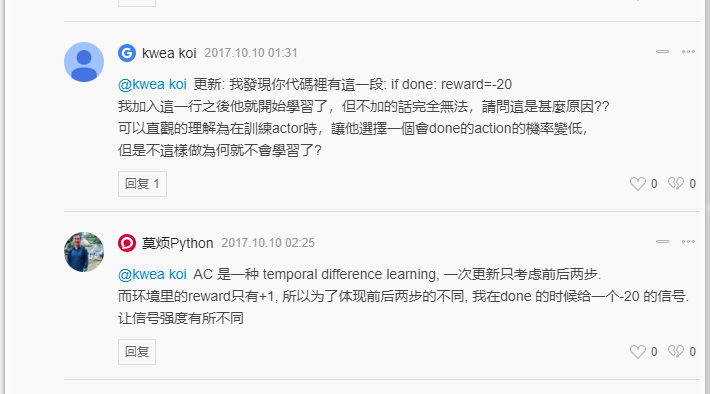 kwea koi 2017.10.10 01:31
@kwea koi 更新: 我發現你代碼裡有這一段: if done: reward=-20
我加入這一行之後他就開始學習了，但不加的話完全無法，請問這是甚麼原因??
可以直觀的理解為在訓練actor時，讓他選擇一個會done的action的機率變低，
但是不這樣做為何就不會學習了?
回复 1
0 0
莫烦Python 2017.10.10 02:25
@kwea koi AC 是一种 temporal difference learning, 一次更新只考虑前后两步.
而环境里的reward只有+1, 所以为了体现前后两步的不同, 我在done 的时候给一个-20 的信号.
让信号强度有所不同
回复
0 0